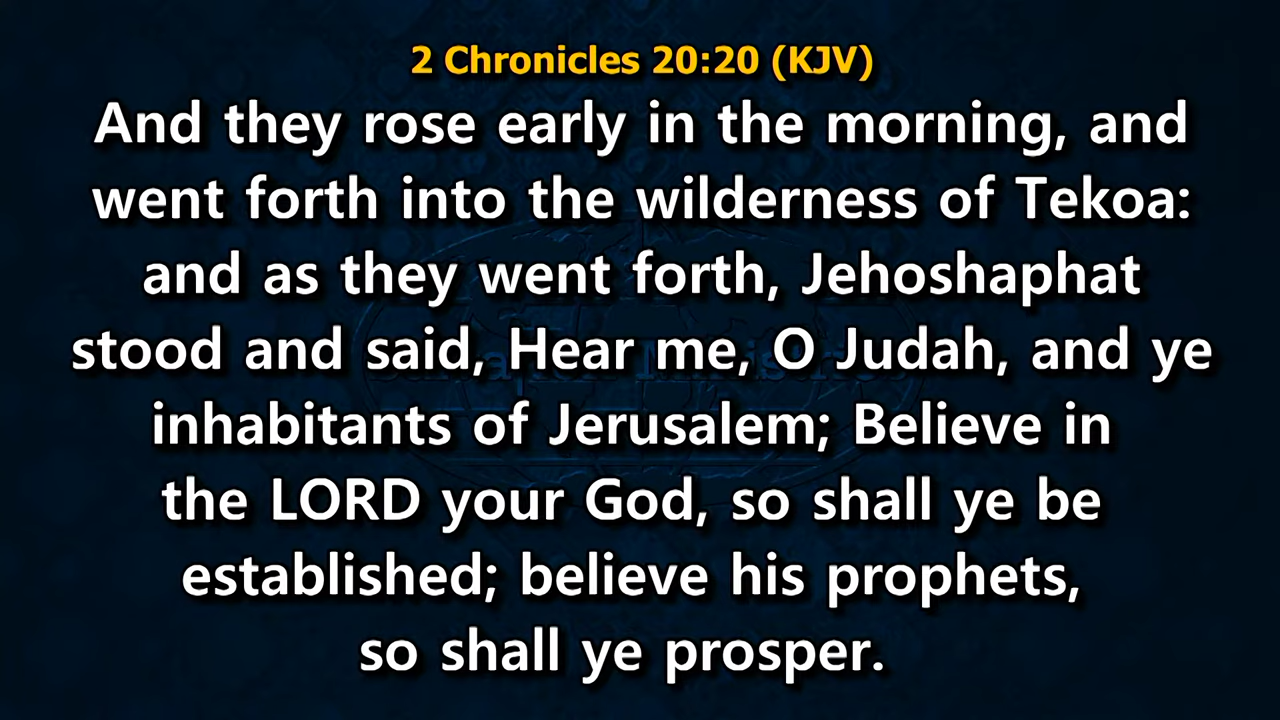 2 Chronicles 20:20 (KJV)
And they rose early in the morning, and
went forth into the wilderness of Tekoa:
and as they went forth, Jehoshaphat
stood and said, Hear me, O Judah, and ye
inhabitants of Jerusalem; Believe in
the LORD your God, so shall ye be
established; believe his prophets,
so shall ye prosper.